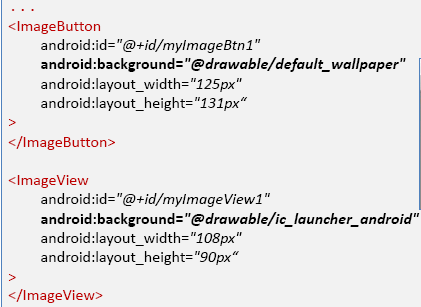 . . .
<ImageButton
android:id="@+id/myImageBtn1"
android:background="@drawable/default_wallpaper"
android:layout_width="125px"
android:layout_height="131px“
>
</ImageButton>
<ImageView
android:id="@+id/myImageView1"
android:background="@drawable/ic_launcher_android"
android:layout_width="108px"
android:layout_height="90px“
>
</ImageView>